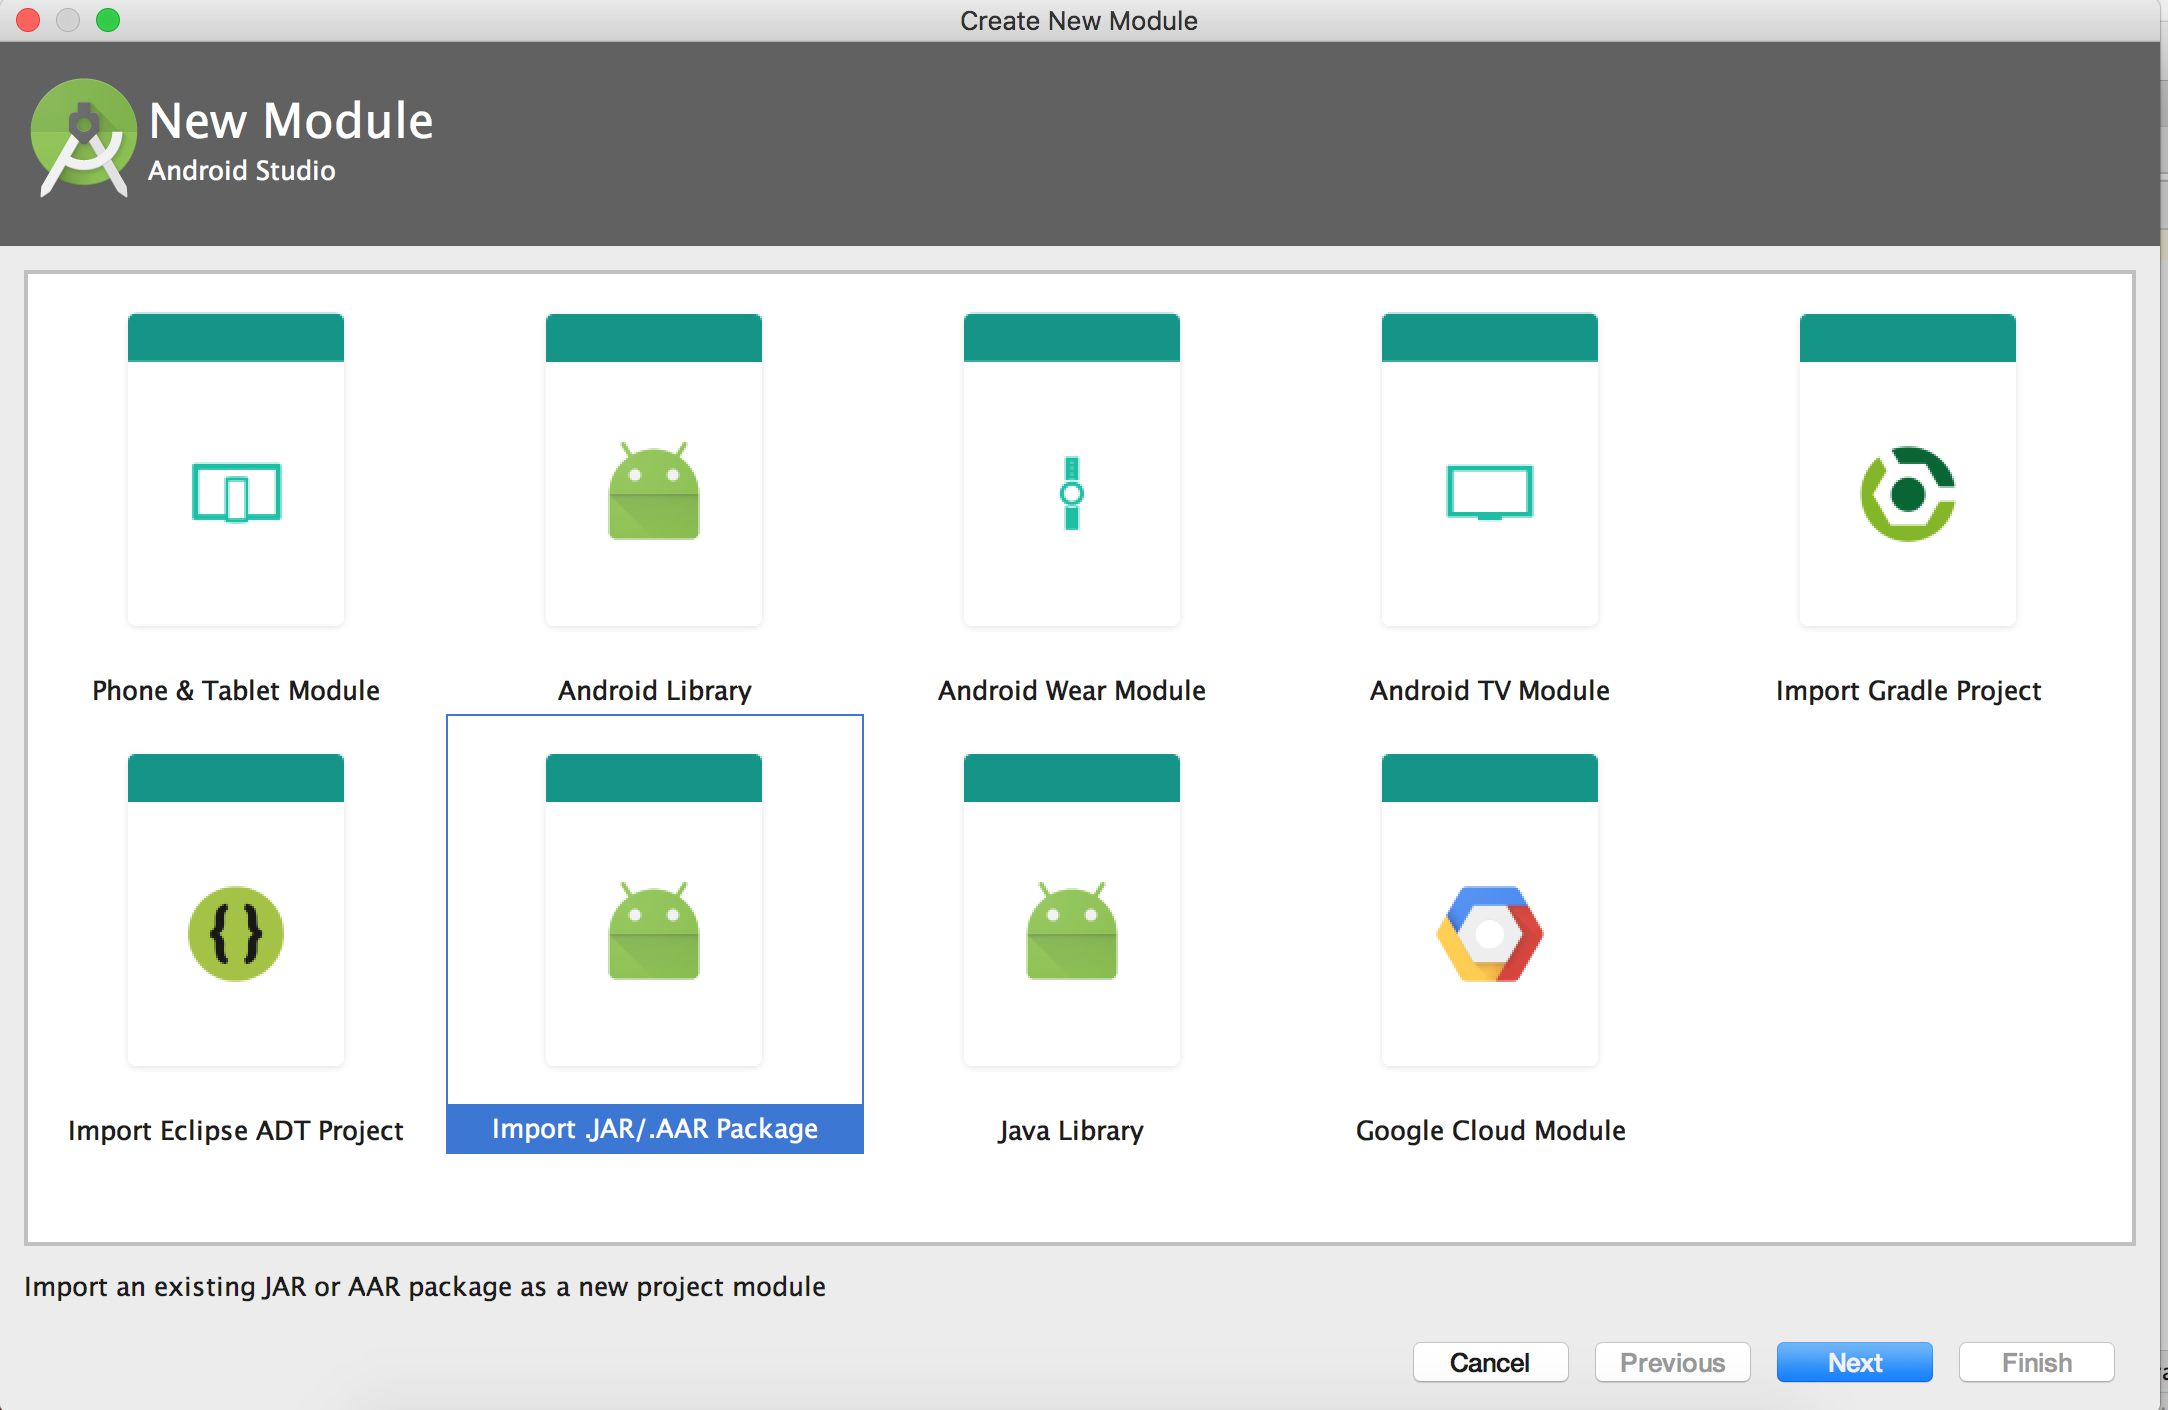 Create New Module
New Module
Android Studio
Phone & Tablet Module
Android Library
Android Wear Module
Android TV Module
Import Gradle Project
Import Eclipse ADT Project
Import .JAR/.AAR Package
Java Library
Google Cloud Module
Import an existing JAR or AAR package as a new project module
Cancel
Previous
Next
Finish